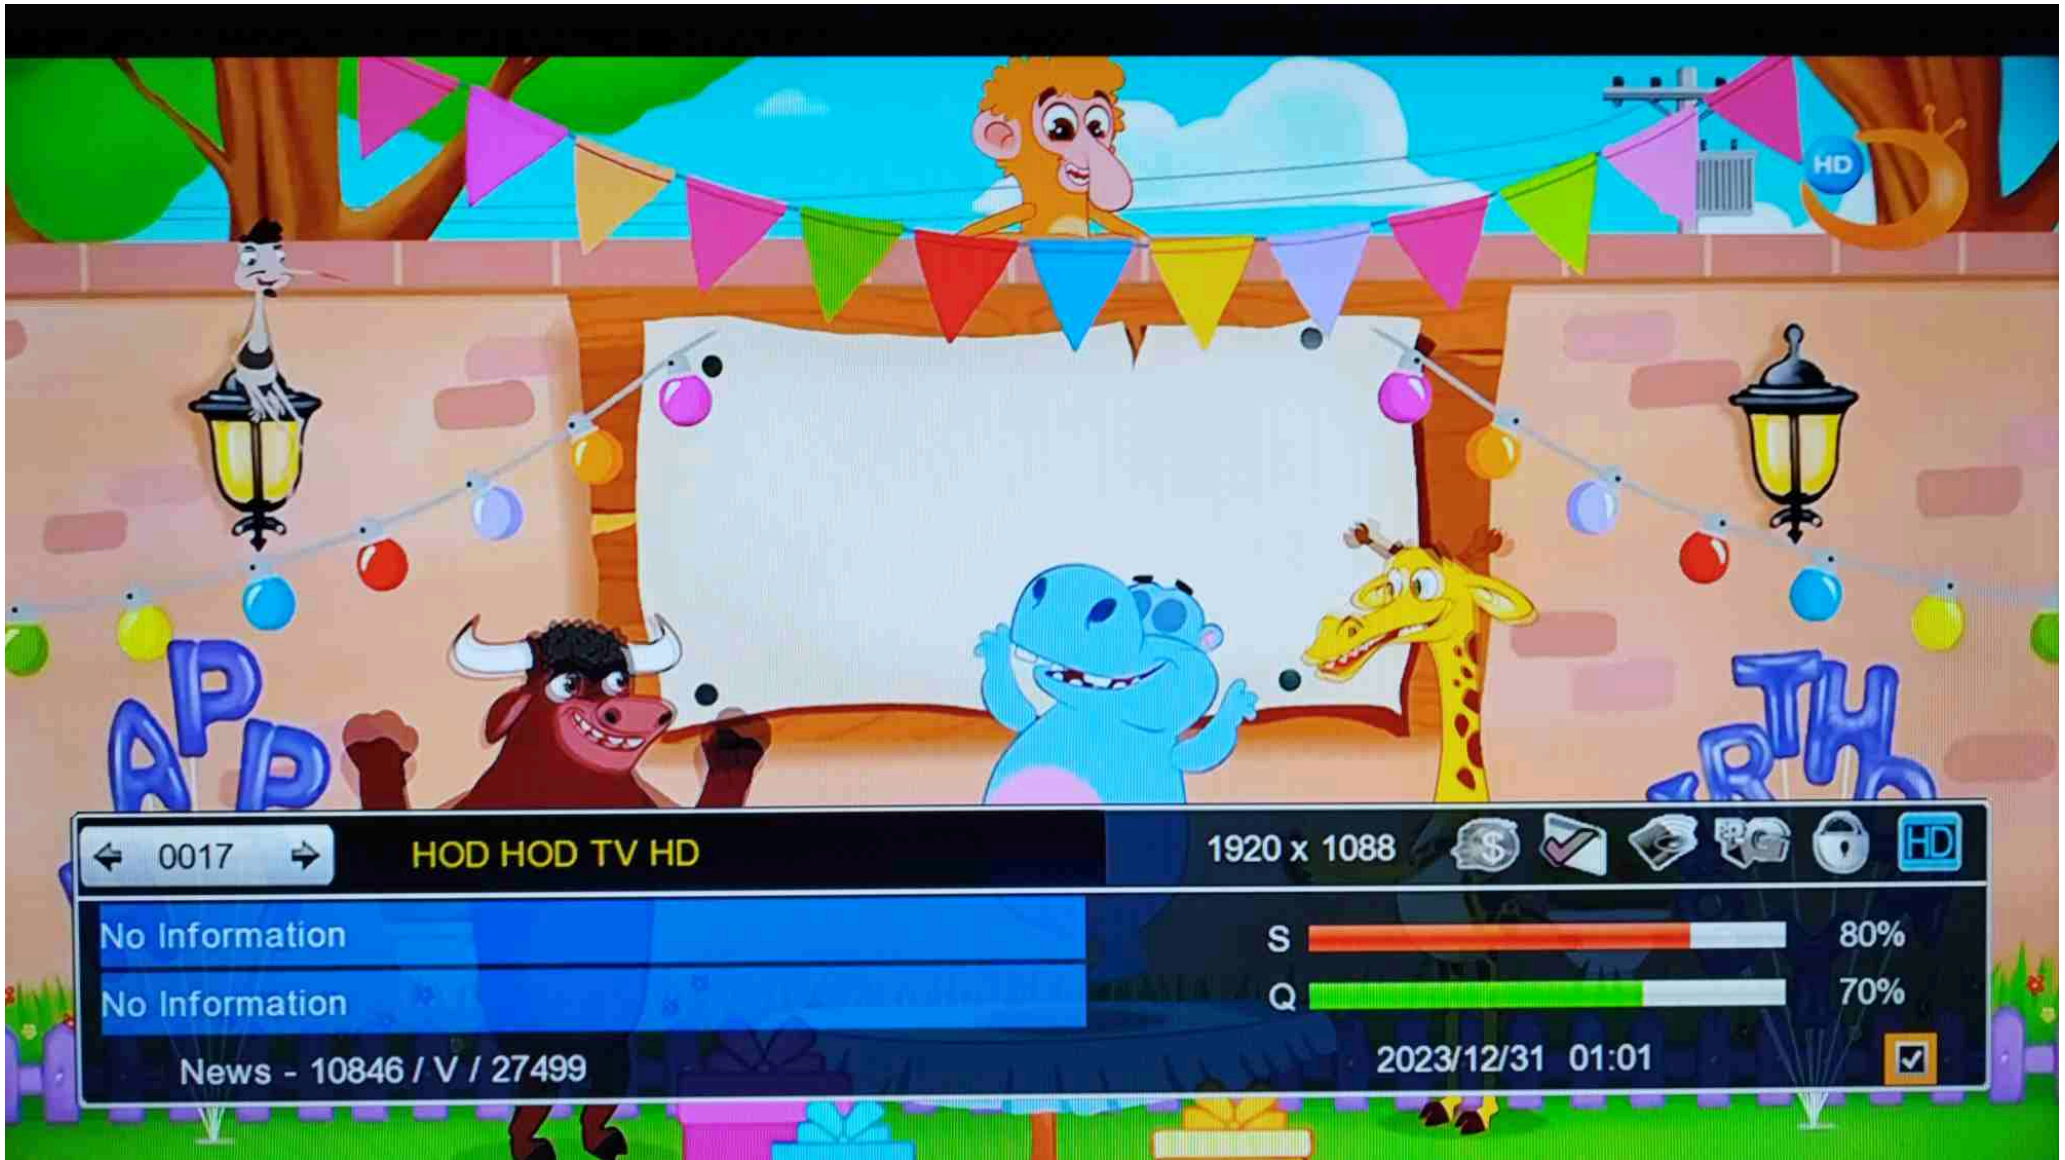 HD
APP
RTH
0017
HOD HOD TV HD
1920 x 1088
HD
No Information
S 80%
No Information
Q 70%
News - 10846 / V / 27499
2023/12/31 01:01